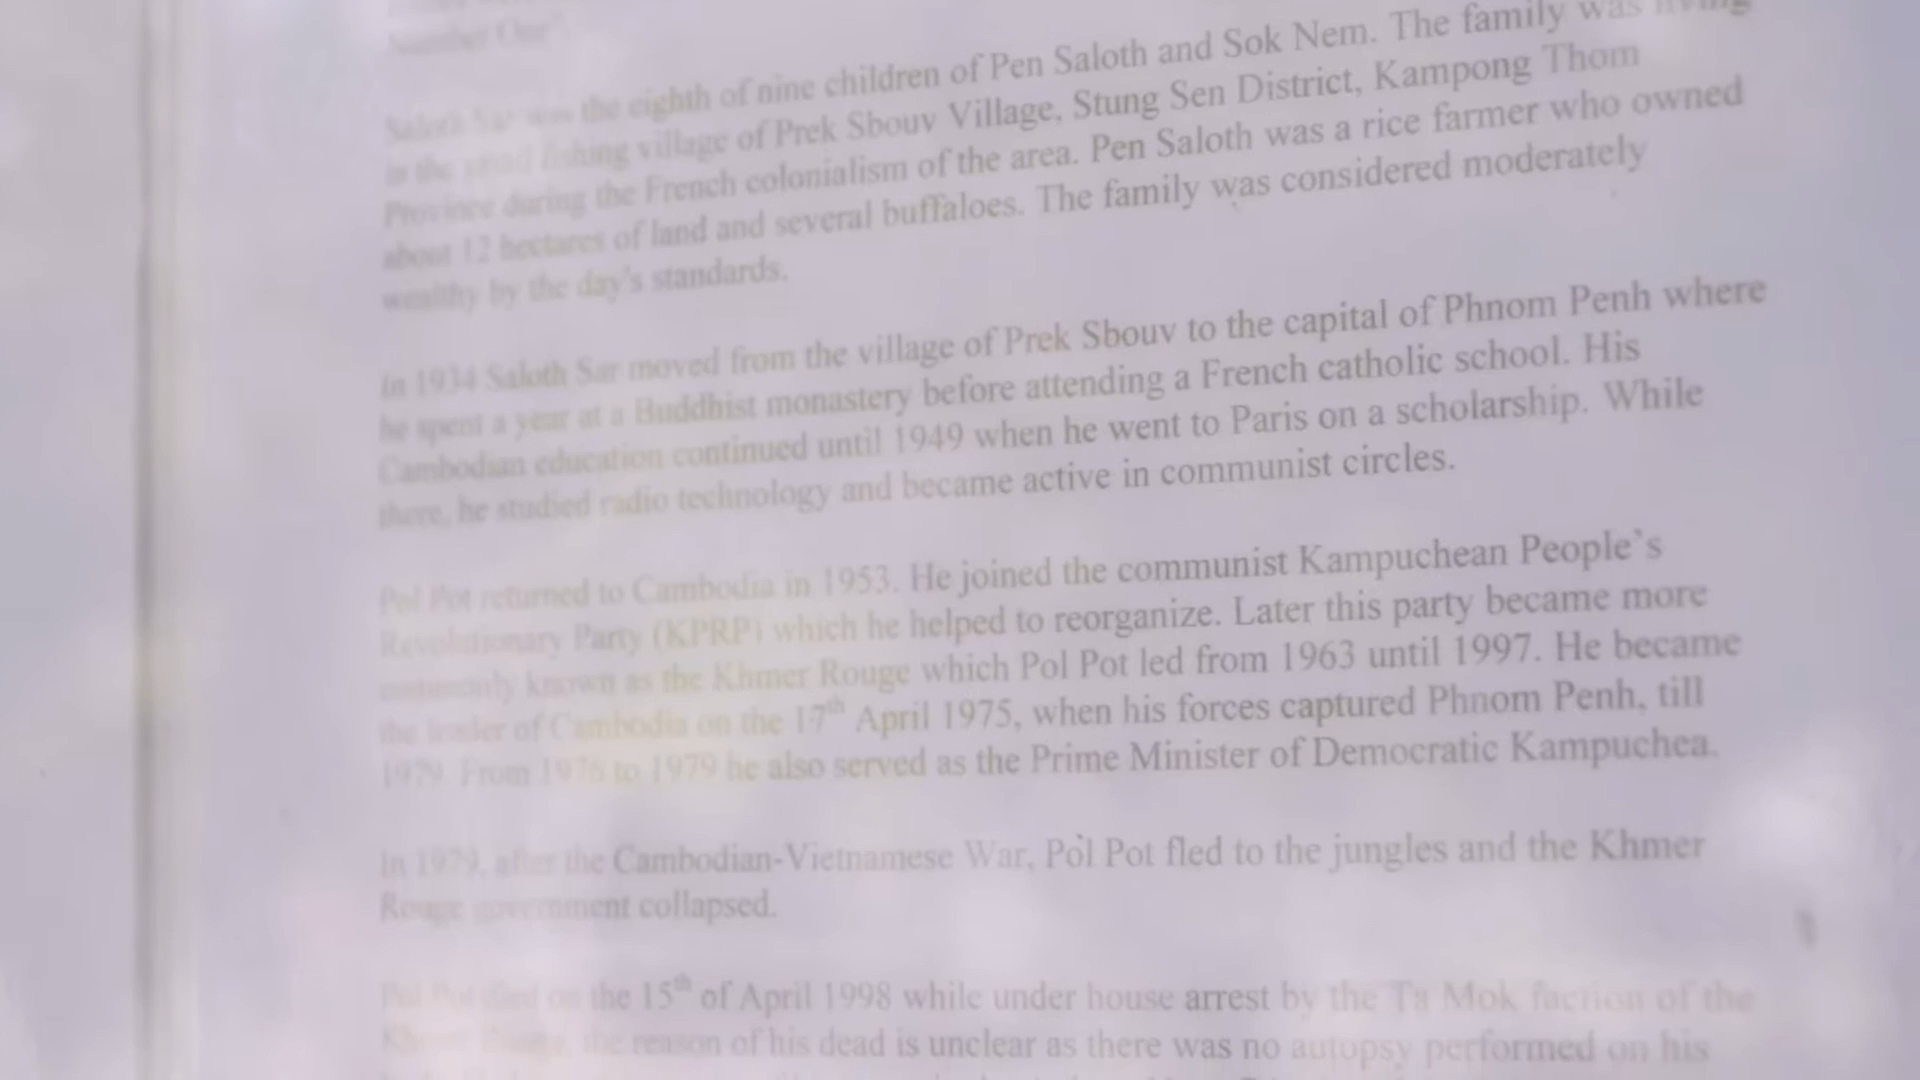 Number One"
Saloth Sar was the eighth of nine children of Pen Saloth and Sok Nem. The family was living
in the small fishing village of Prek Sbouv Village, Stung Sen District, Kampong Thom
Province during the French colonialism of the area. Pen Saloth was a rice farmer who owned
about 12 hectares of land and several buffaloes. The family was considered moderately
wealthy by the day's standards.
In 1934 Saloth Sar moved from the village of Prek Sbouv to the capital of Phnom Penh where
he spent a year at a Buddhist monastery before attending a French catholic school. His
Cambodian education continued until 1949 when he went to Paris on a scholarship. While
there, he studied radio technology and became active in communist circles.
Pol Pot returned to Cambodia in 1953. He joined the communist Kampuchean People`s
Revolutionary Party (KPRP) which he helped to reorganize. Later this party became more
commonly known as the Khmer Rouge which Pol Pot led from 1963 until 1997. He became
the leader of Cambodia on the 17th April 1975, when his forces captured Phnom Penh, till
1979. From 1976 to 1979 he also served as the Prime Minister of Democratic Kampuchea.
In 1979, after the Cambodian-Vietnamese War, Pol Pot fled to the jungles and the Khmer
Rouge government collapsed.
Pol Pot died on the 15th of April 1998 while under house arrest by the Ta Mok faction of the
Khmer Rouge, the reason of his dead is unclear as there was no autopsy performed on his